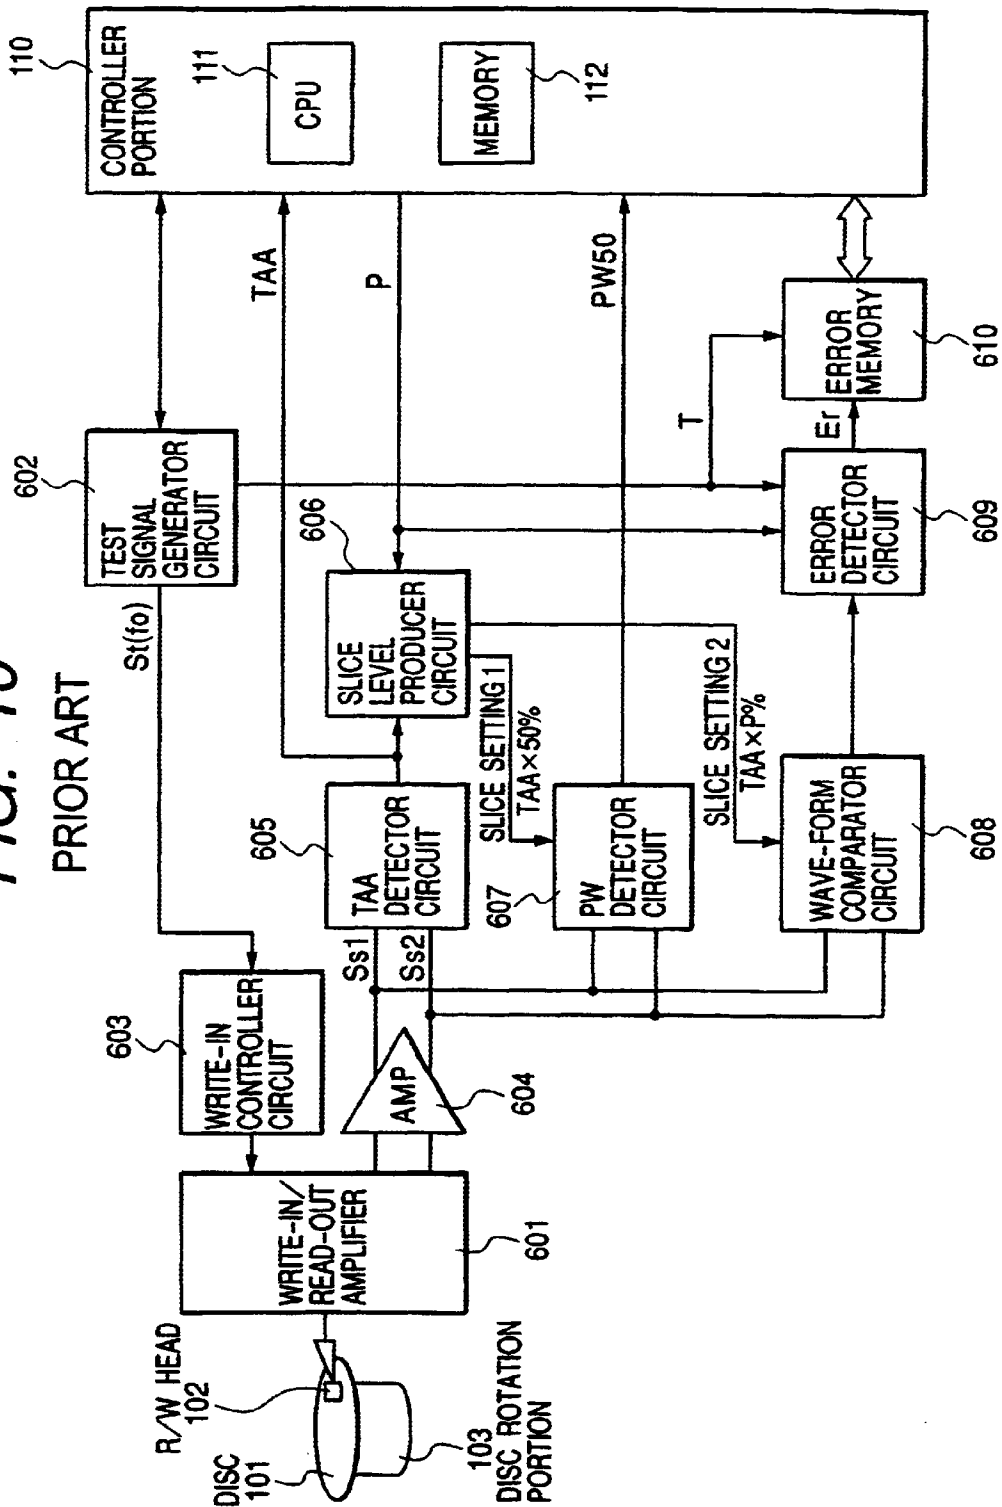 FIG.
PRIOR ART
110
CONTROLLER
PORTION
111
CPU
MEMORY
112
602
TEST
SIGNAL
GENERATOR
CIRCUIT
St(fo)
603
WRITE-IN
CONTROLLER
CIRCUIT
TAA
P
PW50
T
606
SLICE
LEVEL
PRODUCER
CIRCUIT
605
TAA
DETECTOR
CIRCUIT
Ss1
Ss2
AMP
604
WRITE-IN/
READ-OUT
AMPLIFIER
601
R/W HEAD
102
DISC
101
103
DISC ROTATION
PORTION
SLICE SETTING 1
TAA×50%
607
PW
DETECTOR
CIRCUIT
SLICE SETTING 2
TAA×P%
WAVE-FORM
COMPARATOR
CIRCUIT
608
ERROR
DETECTOR
CIRCUIT
609
Er
ERROR
MEMORY
610